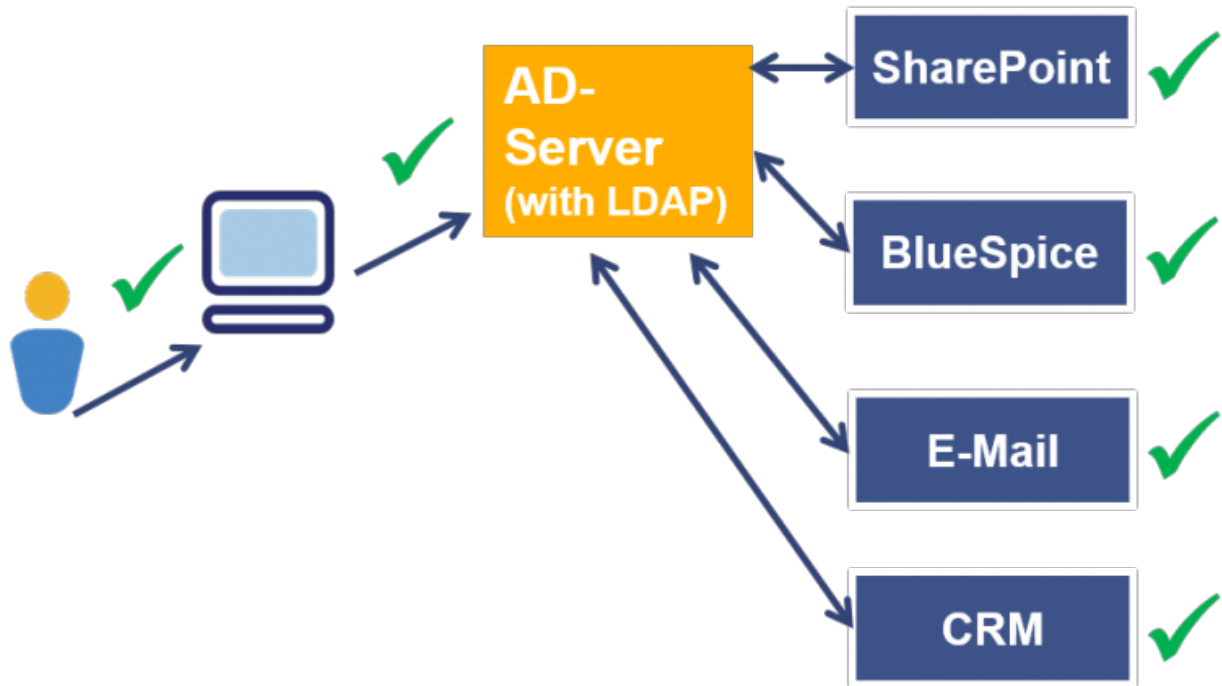 AD-
Server
(with LDAP)
SharePoint
BlueSpice
E-Mail
CRM